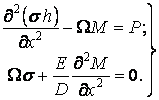 ∂²(σh)/∂x² − ΩM = P;
Ωσ + E/D ∂²M/∂x² = 0.